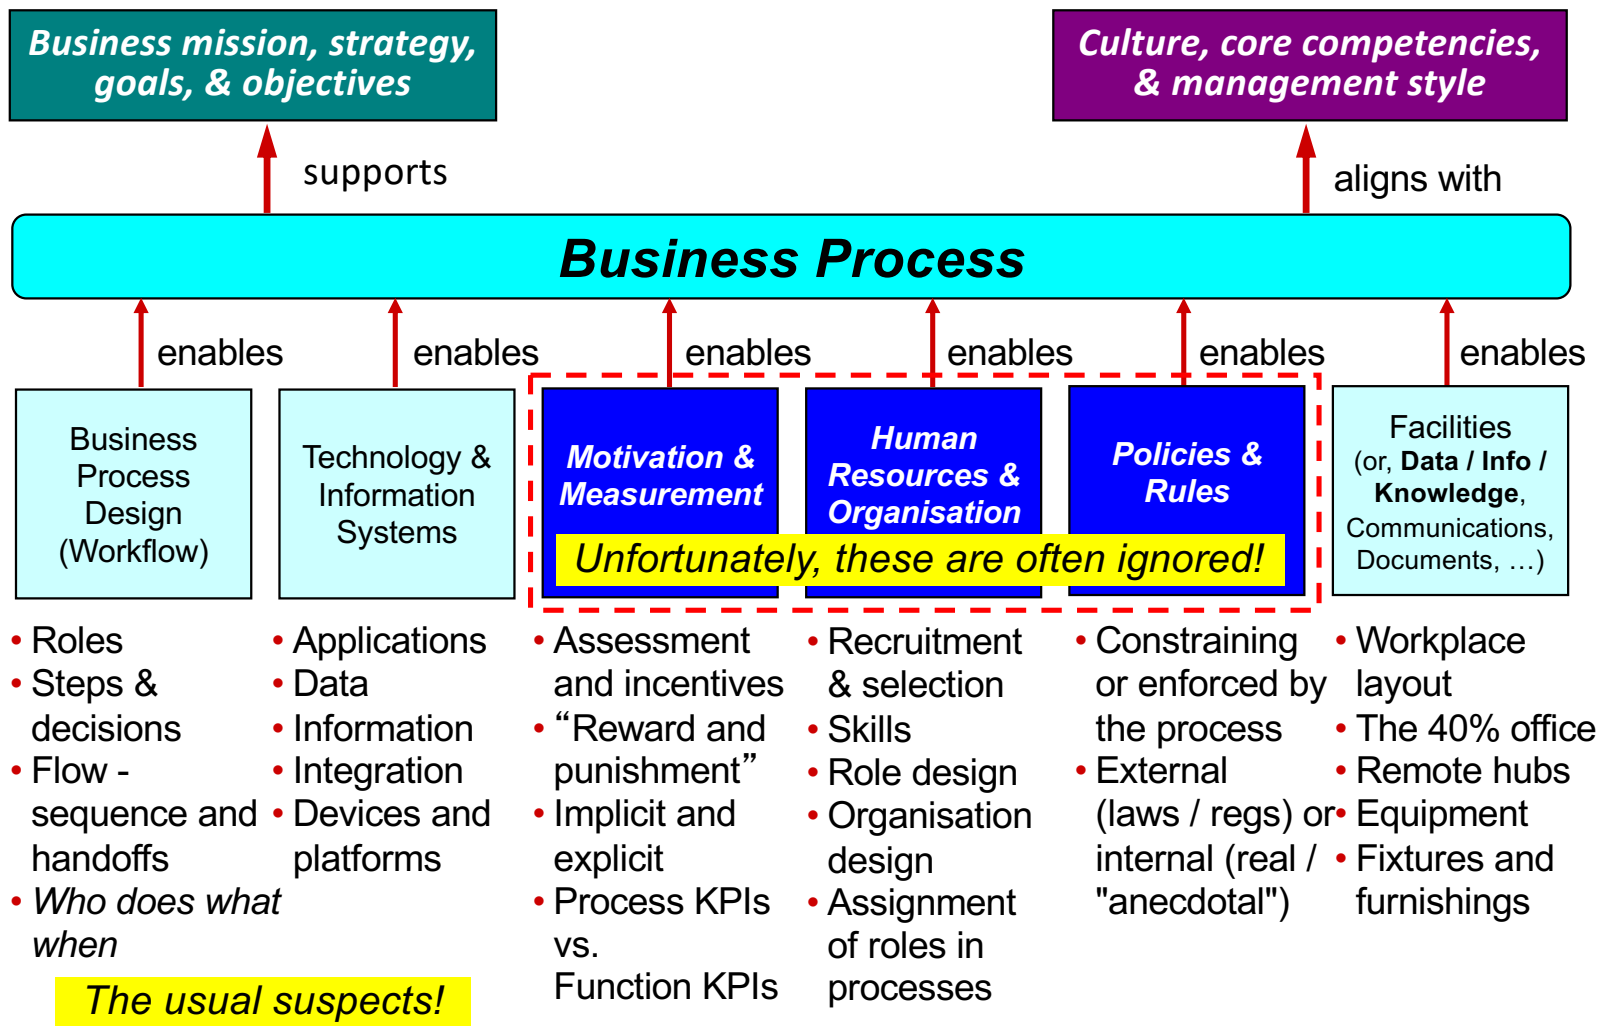 Business mission, strategy,
goals, & objectives
Culture, core competencies,
& management style
supports
aligns with
Business Process
enables
enables
enables
enables
enables
enables
Business
Process
Design
(Workflow)
Technology &
Information
Systems
Motivation &
Measurement
Human
Resources &
Organisation
Policies &
Rules
Facilities
(or, Data / Info /
Knowledge,
Communications,
Documents, …)
Unfortunately, these are often ignored!
• Roles
• Steps &
decisions
• Flow -
sequence and
handoffs
• Who does what
when
The usual suspects!
• Applications
• Data
• Information
• Integration
• Devices and
platforms
• Assessment
and incentives
• “Reward and
punishment”
• Implicit and
explicit
• Process KPIs
vs.
Function KPIs
• Recruitment
& selection
• Skills
• Role design
• Organisation
design
• Assignment
of roles in
processes
• Constraining
or enforced by
the process
• External
(laws / regs) or
internal (real /
"anecdotal")
• Workplace
layout
• The 40% office
• Remote hubs
• Equipment
• Fixtures and
furnishings